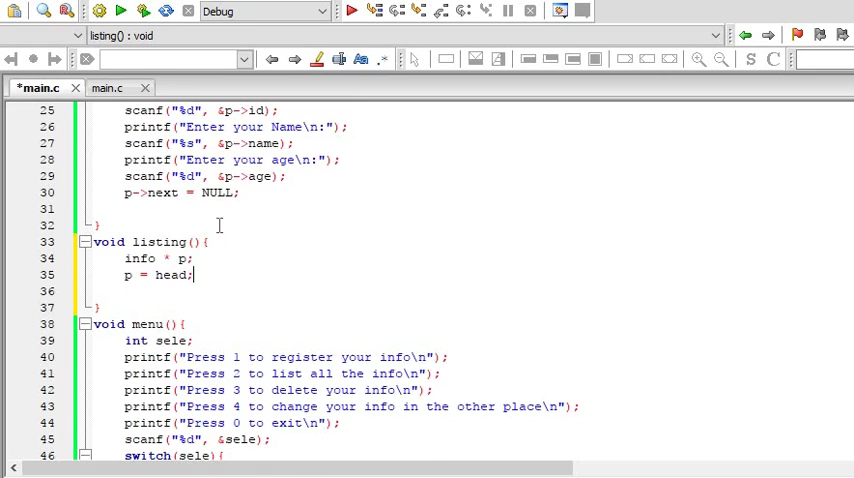 Debug
listing() : void
Aa
.*
S
C
*main.c
main.c
25 scanf("%d", &p->id);
26 printf("Enter your Name\n:");
27 scanf("%s", &p->name);
28 printf("Enter your age\n:");
29 scanf("%d", &p->age);
30 p->next = NULL;
31
32 }
33 void listing(){
34 info * p;
35 p = head;
36
37 }
38 void menu(){
39 int sele;
40 printf("Press 1 to register your info\n");
41 printf("Press 2 to list all the info\n");
42 printf("Press 3 to delete your info\n");
43 printf("Press 4 to change your info in the other place\n");
44 printf("Press 0 to exit\n");
45 scanf("%d", &sele);
46 switch(sele){